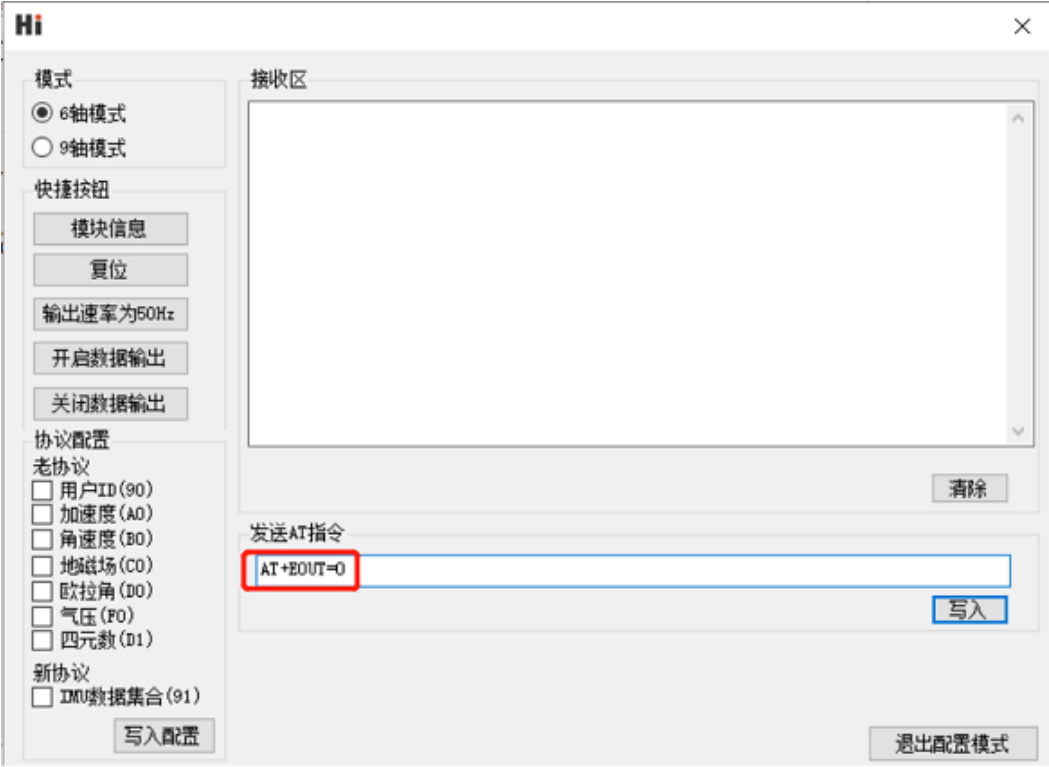 Hi
模式
6轴模式
9轴模式
快捷按钮
模块信息
复位
输出速率为50Hz
开启数据输出
关闭数据输出
协议配置
老协议
用户ID(90)
加速度(A0)
角速度(B0)
地磁场(C0)
欧拉角(D0)
气压(F0)
四元数(D1)
新协议
IMU数据集合(91)
写入配置
接收区
清除
发送AT指令
AT+EOUT=0
写入
退出配置模式